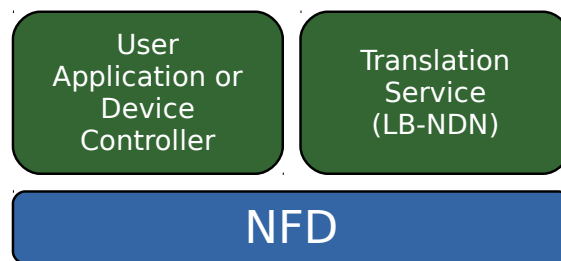 User
Application or
Device
Controller
Translation
Service
(LB-NDN)
NFD